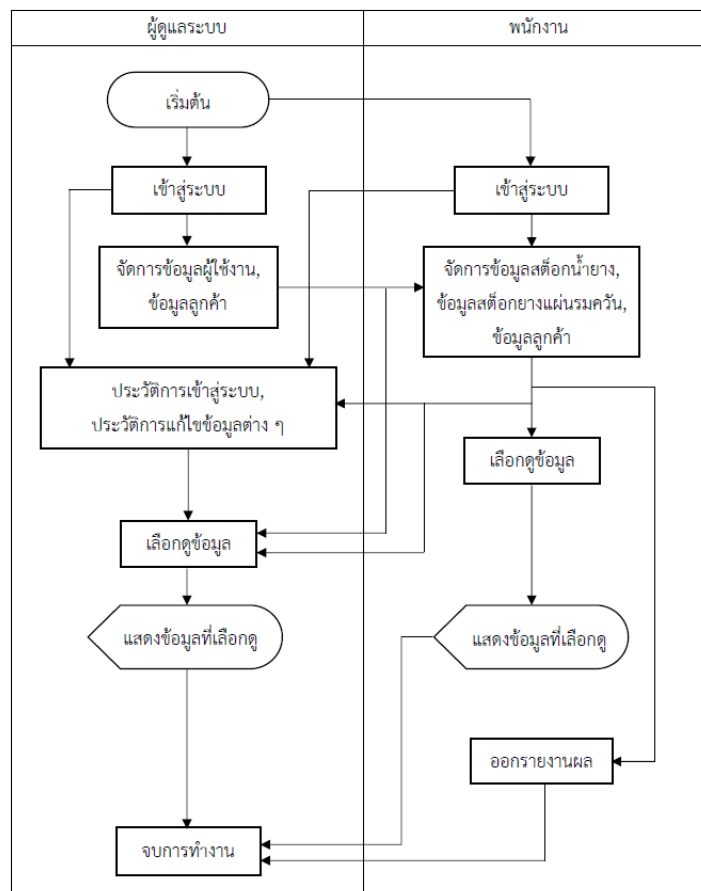 ผู้ดูแลระบบ
พนักงาน
เริ่มต้น
เข้าสู่ระบบ
เข้าสู่ระบบ
จัดการข้อมูลผู้ใช้งาน,
ข้อมูลลูกค้า
จัดการข้อมูลสต็อกน้ำยาง,
ข้อมูลสต็อกยางแผ่นรมควัน,
ข้อมูลลูกค้า
ประวัติการเข้าสู่ระบบ,
ประวัติการแก้ไขข้อมูลต่าง ๆ
เลือกดูข้อมูล
เลือกดูข้อมูล
แสดงข้อมูลที่เลือกดู
แสดงข้อมูลที่เลือกดู
ออกรายงานผล
จบการทำงาน